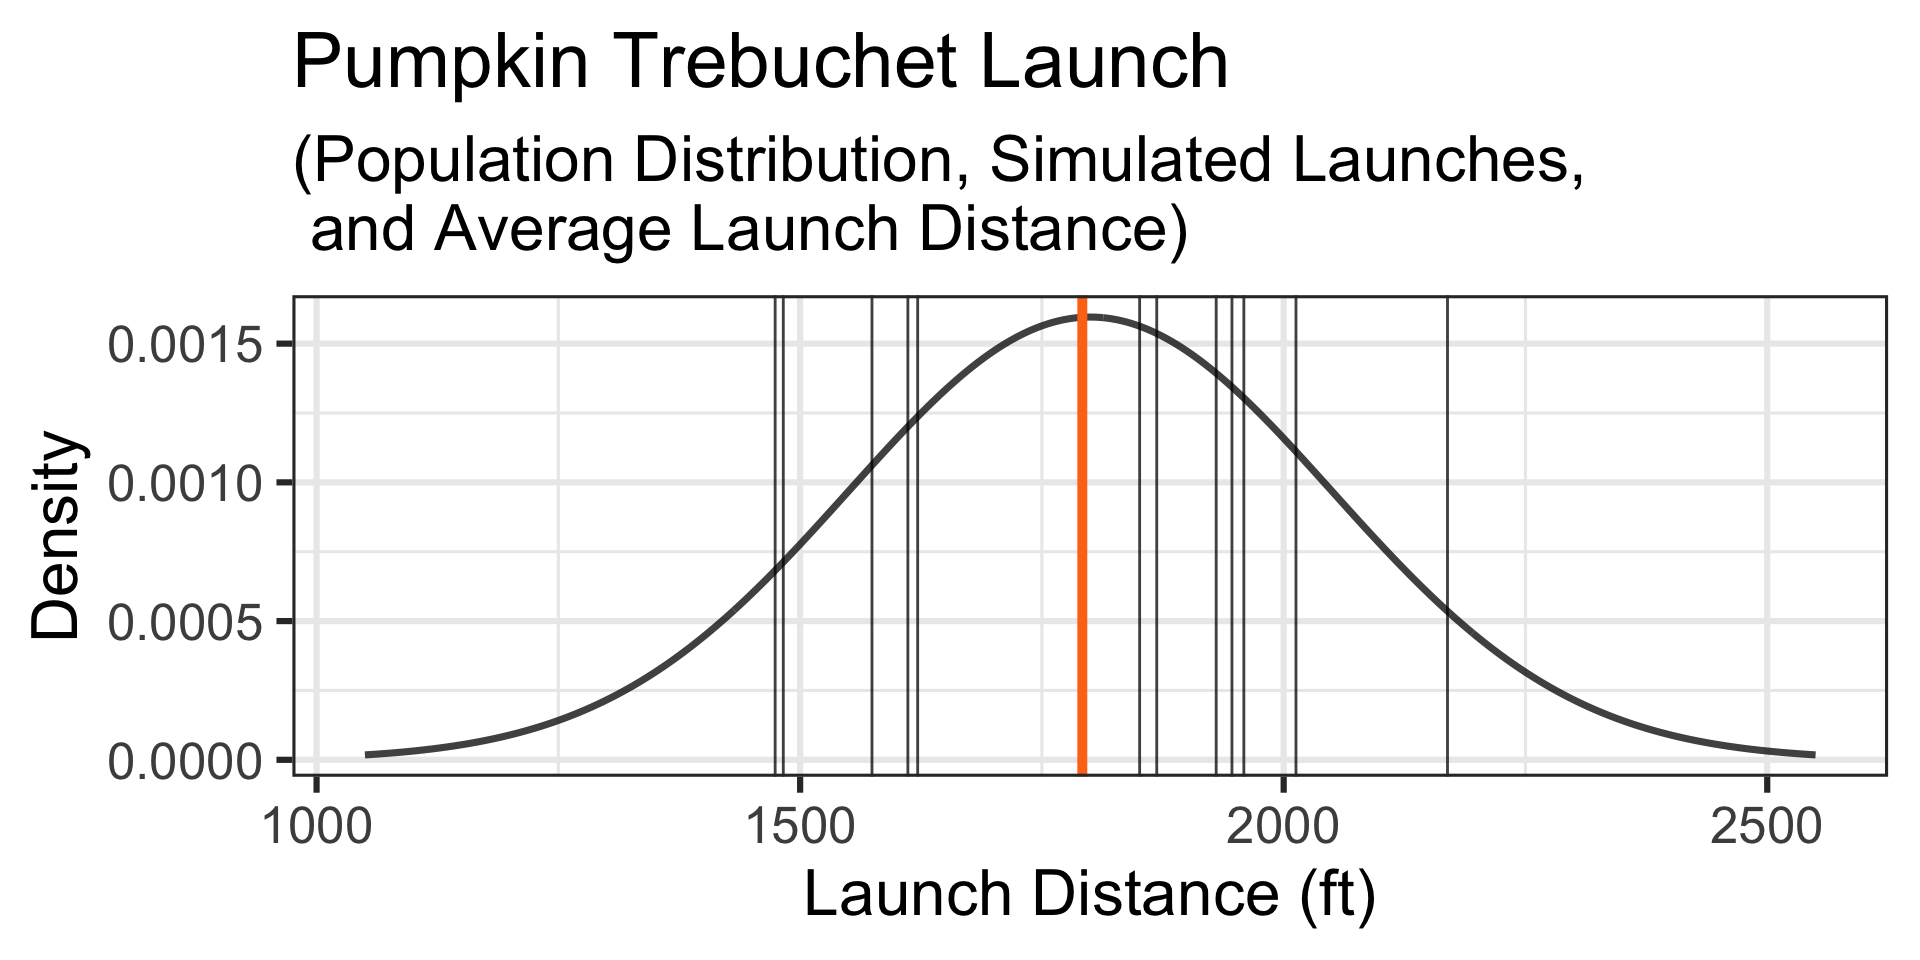 Pumpkin Trebuchet Launch
(Population Distribution, Simulated Launches,
and Average Launch Distance)
Density
0.0015
0.0010
0.0005
0.0000
1000 1500 2000 2500
Launch Distance (ft)